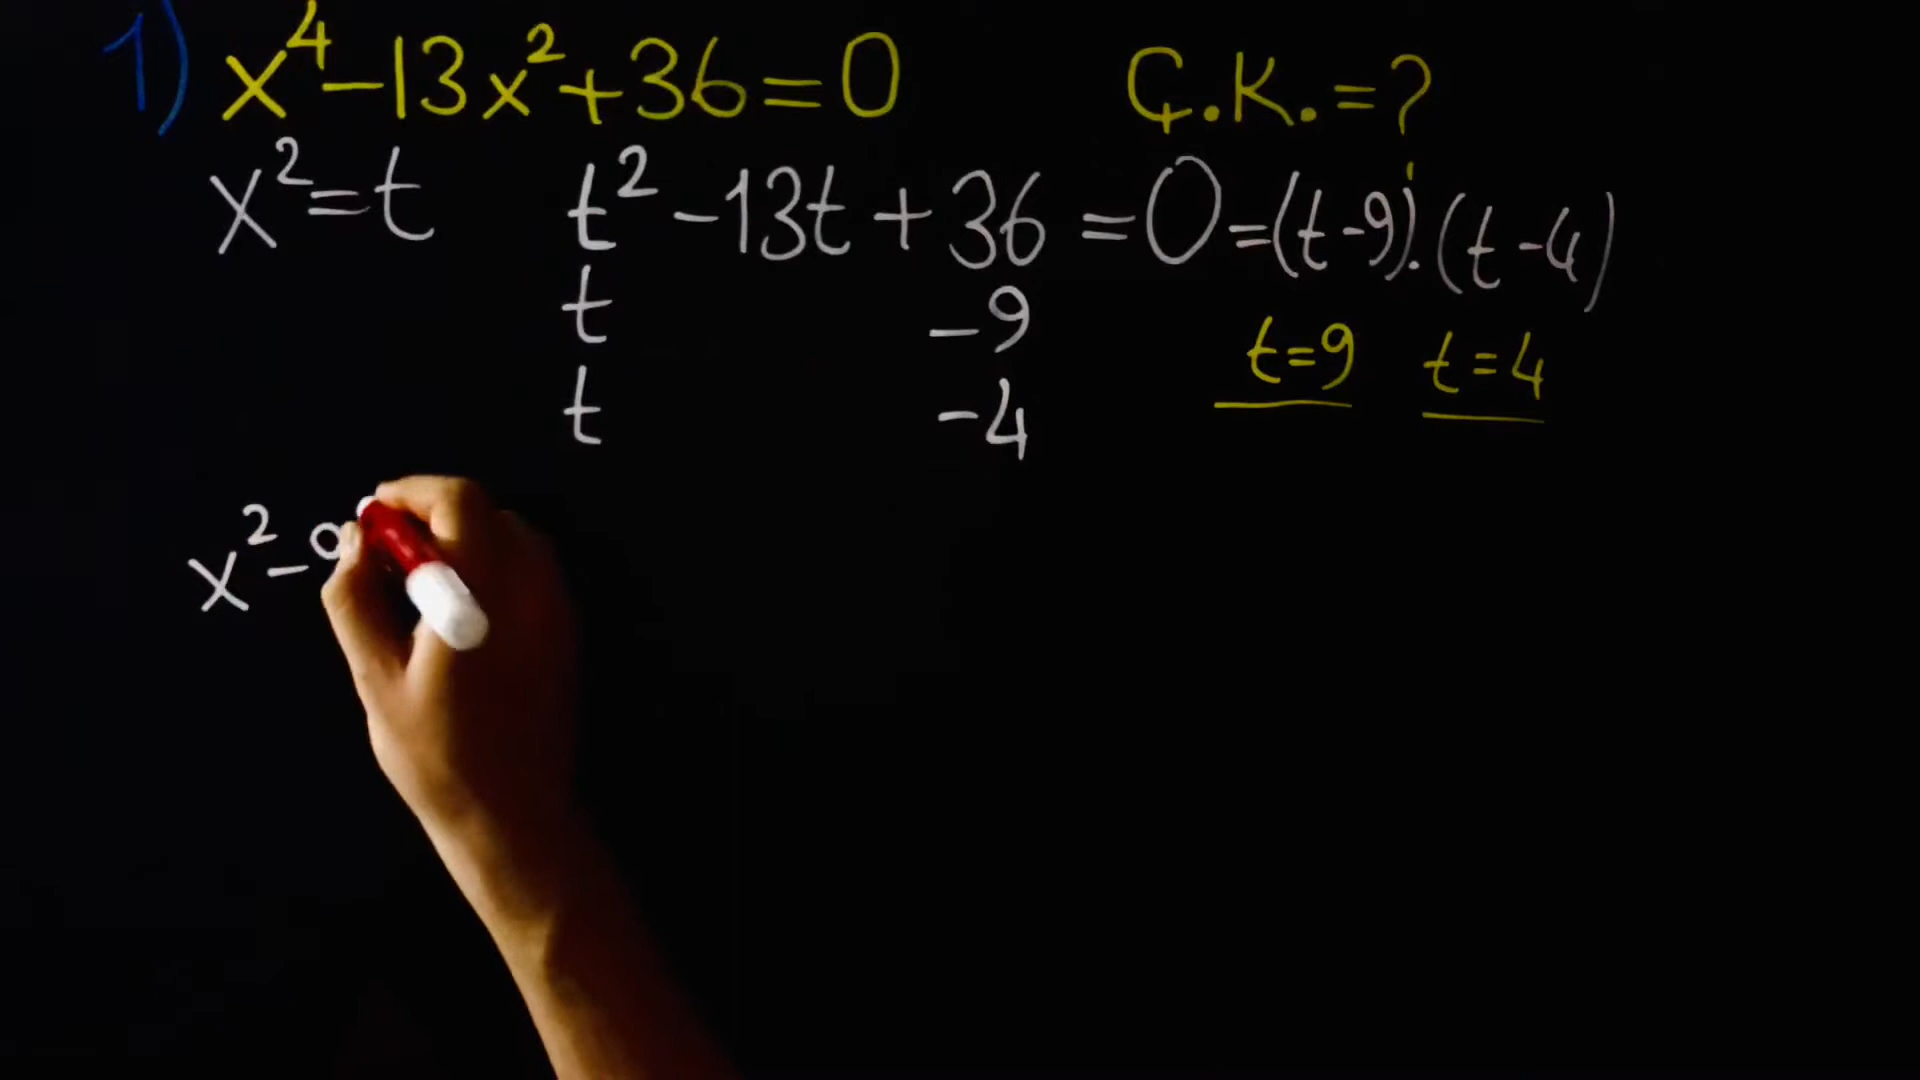 1) x⁴-13x²+36=0 Ç.K.=?
x²=t t²-13t+36=0=(t-9).(t-4)
t -9
t=9 t=4
t -4
x²-9